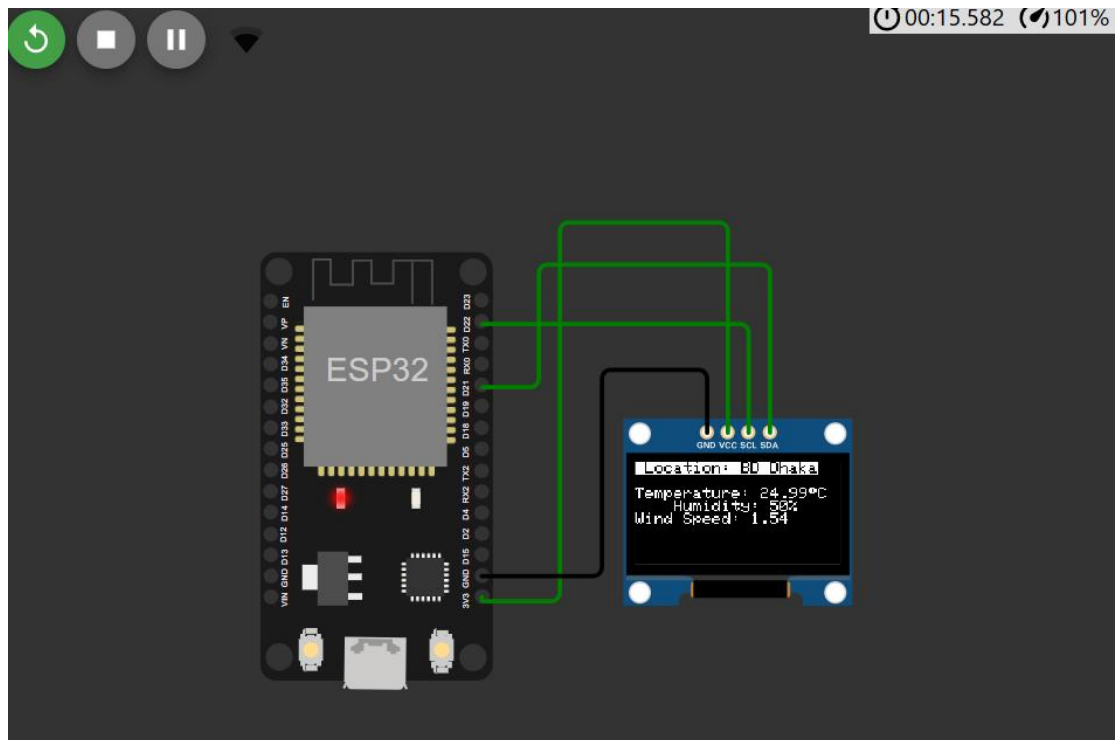 00:15.582 101%
ESP32
EN
VP
VN
D34
D35
D32
D33
D25
D26
D27
D14
D12
D13
GND
VIN
D23
D22
TX0
RX0
D21
D19
D18
D5
TX2
RX2
D4
D2
D15
GND
3V3
GND VCC SCL SDA
Location: BD Dhaka
Temperature: 24.99°C
Humidity: 50%
Wind Speed: 1.54